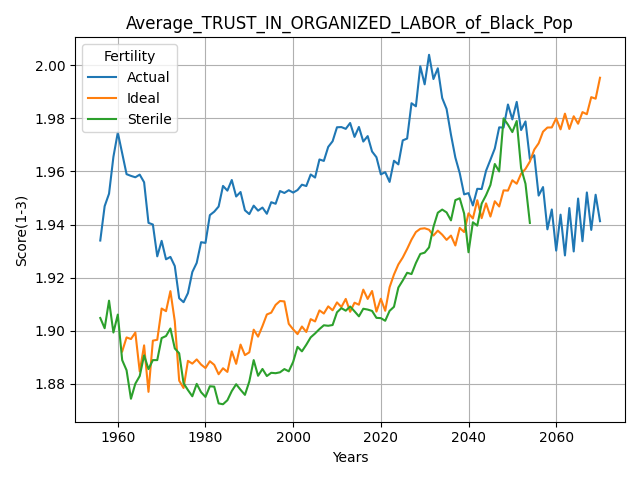 Average_TRUST_IN_ORGANIZED_LABOR_of_Black_Pop
Fertility
Actual
Ideal
Sterile
Score(1-3)
2.00
1.98
1.96
1.94
1.92
1.90
1.88
1960 1980 2000 2020 2040 2060
Years